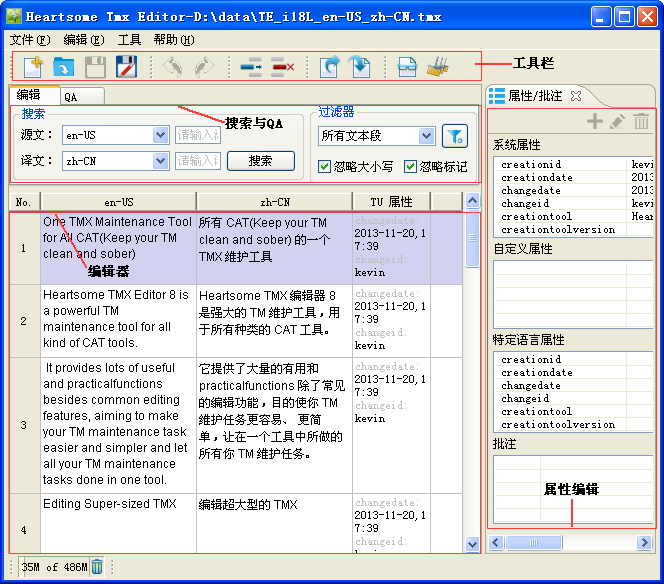 Heartsome Tmx Editor-D:\data\TE_i18L_en-US_zh-CN.tmx
文件(F) 编辑(E) 工具 帮助(H)
工具栏
编辑 QA
搜索
源文: en-US 请输入
译文: zh-CN 请输入 搜索
搜索与QA
过滤器
所有文本段
忽略大小写 忽略标记
属性/批注
系统属性
creationid kevi
creationdate 2013
changedate 2013
changeid kevi
creationtool Hear
creationtoolversion
自定义属性
特定语言属性
creationid
creationdate
changedate
changeid
creationtool
creationtoolversion
批注
属性编辑
No. en-US zh-CN TU 属性
1
One TMX Maintenance Tool
for All CAT(Keep your TM
clean and sober)
编辑器
所有 CAT(Keep your TM
clean and sober) 的一个
TMX 维护工具
changedate:
2013-11-20,1
7:39
changeid:
kevin
2
Heartsome TMX Editor 8 is
a powerful TM
maintenance tool for all
kind of CAT tools.
Heartsome TMX 编辑器 8
是强大的 TM 维护工具，用
于所有种类的 CAT 工具。
changedate:
2013-11-20,1
7:39
changeid:
kevin
3
It provides lots of useful
and practicalfunctions
besides common editing
features, aiming to make
your TM maintenance task
easier and simpler and let
all your TM maintenance
tasks done in one tool.
它提供了大量的有用和
practicalfunctions 除了常见
的编辑功能，目的使你 TM
维护任务更容易、 更简
单，让在一个工具中所做的
所有你 TM 维护任务。
changedate:
2013-11-20,1
7:39
changeid:
kevin
4
Editing Super-sized TMX
编辑超大型的 TMX
changedate:
2013-11-20,1
7:39
changeid:
kevin
35M of 486M